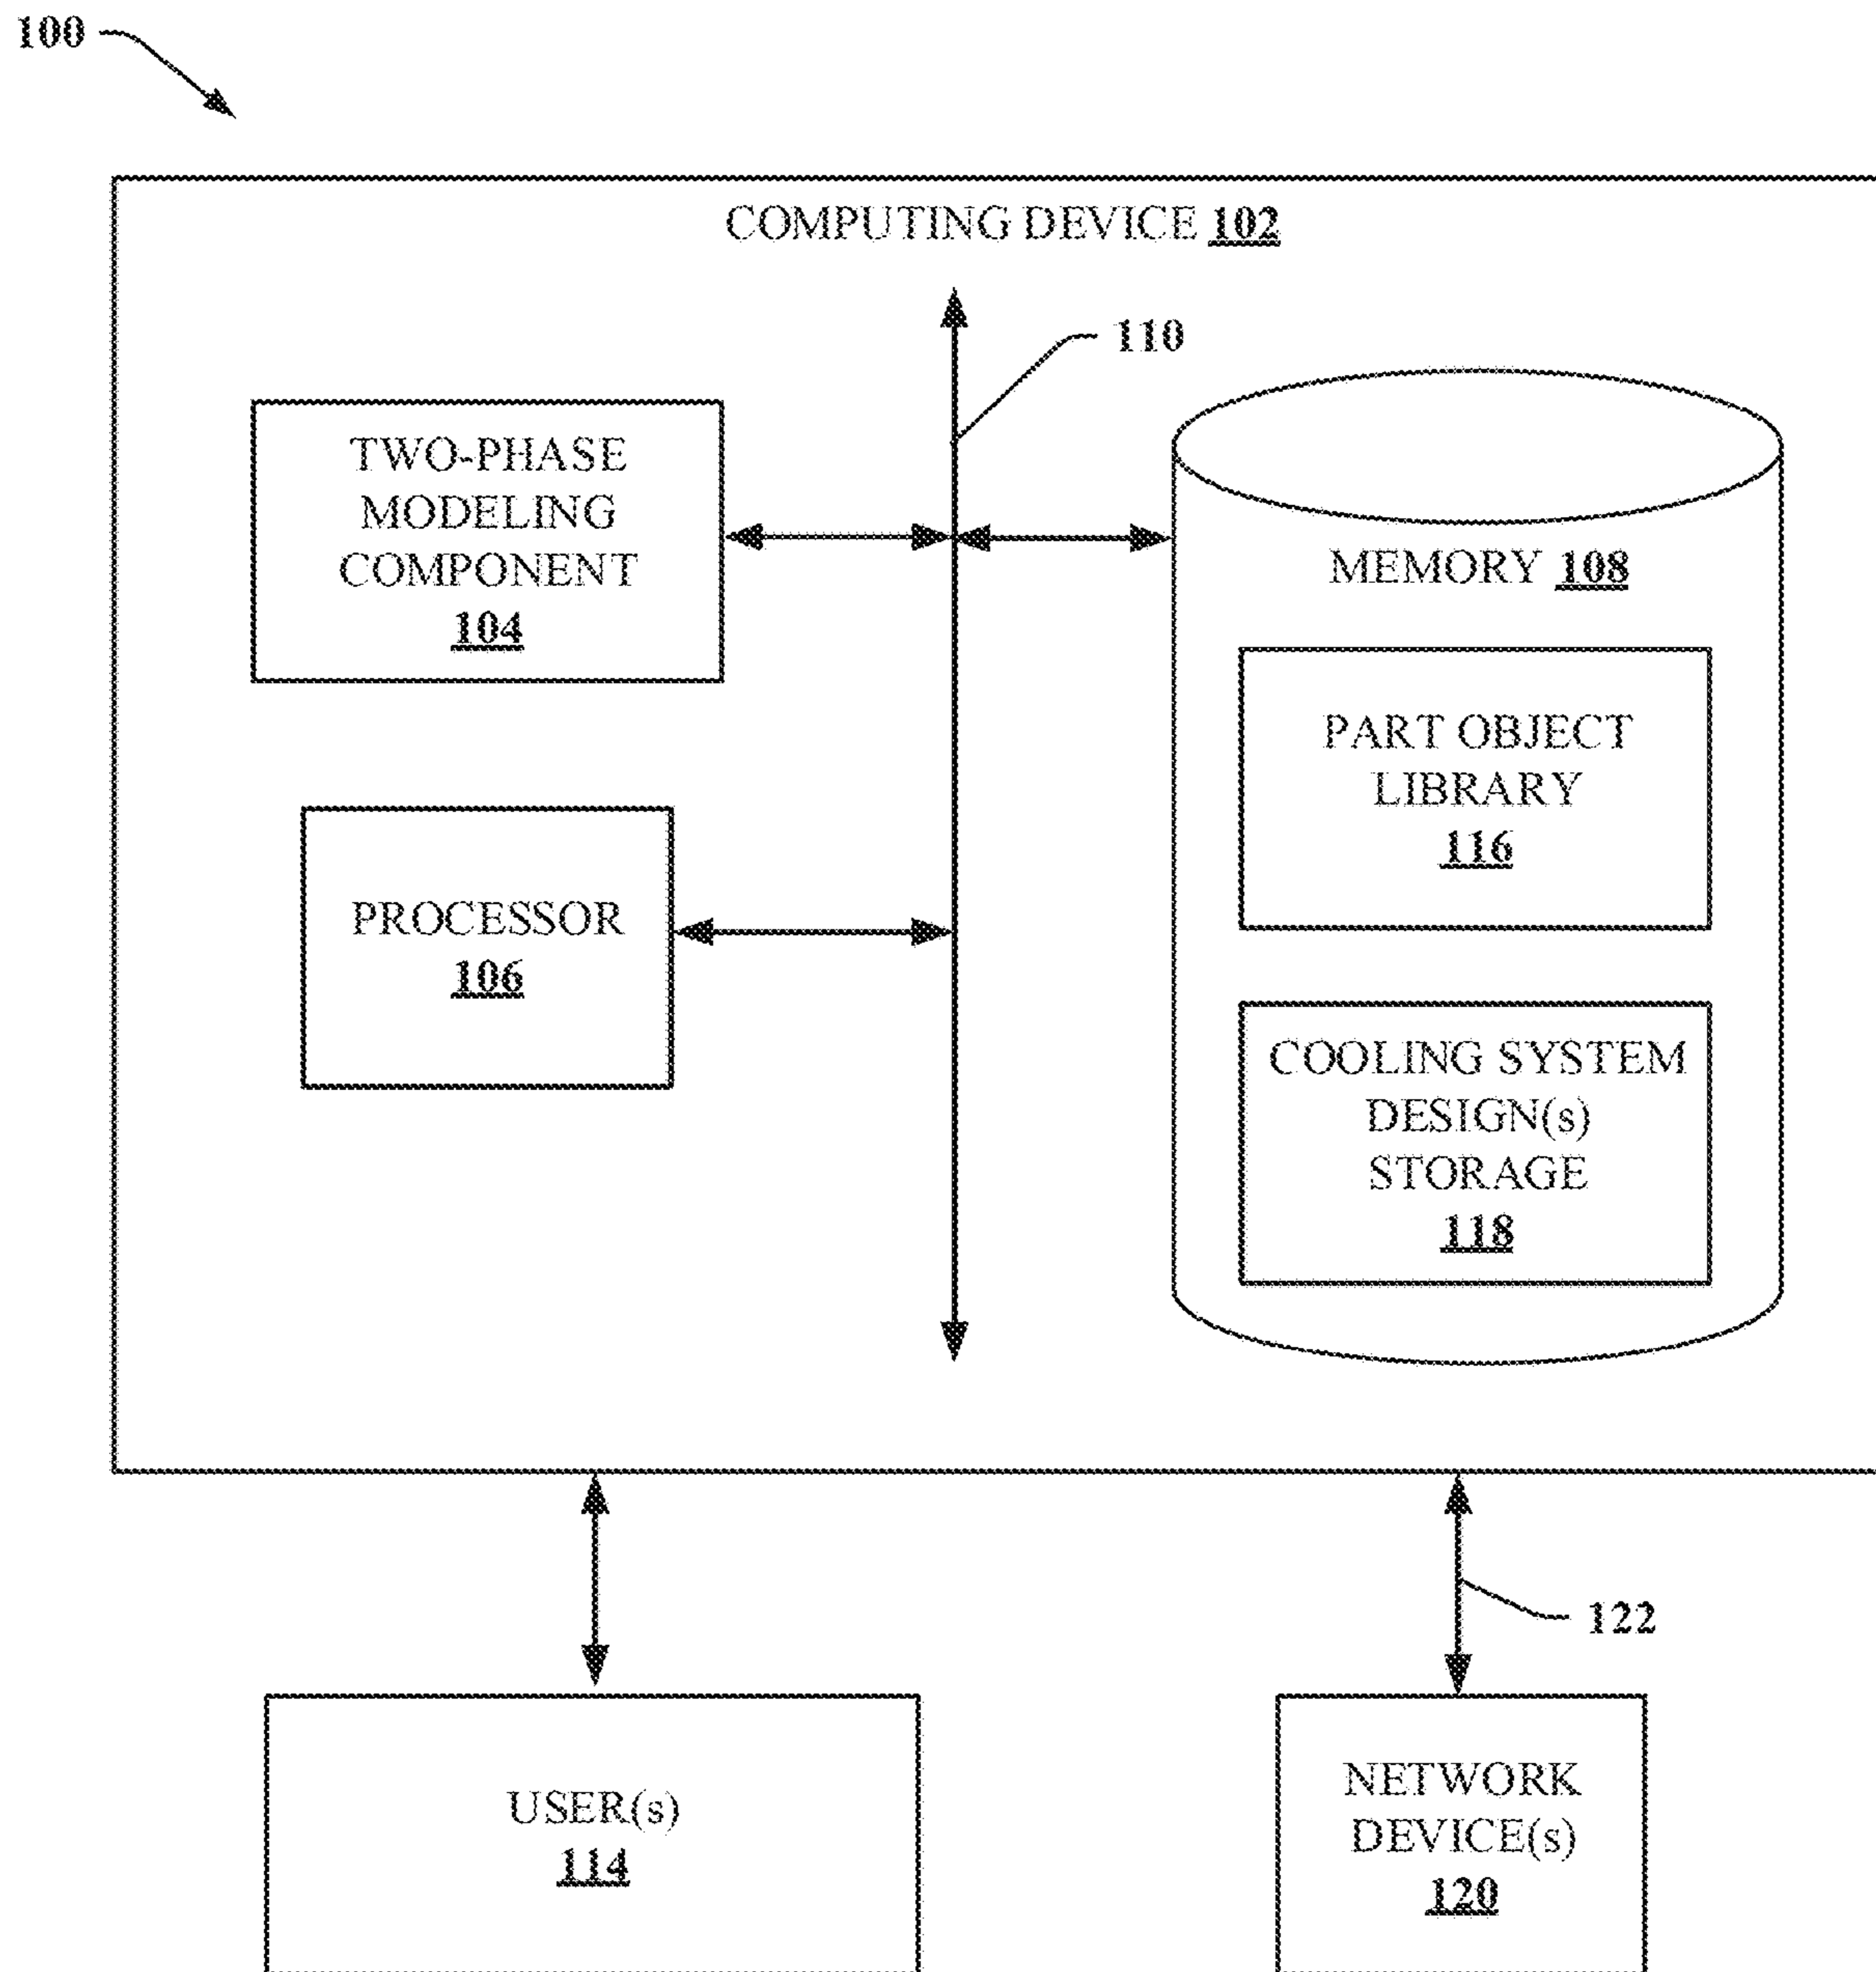 100
COMPUTING DEVICE 102
110
TWO-PHASE
MODELING
COMPONENT
104
MEMORY 108
PART OBJECT
LIBRARY
116
PROCESSOR
106
COOLING SYSTEM
DESIGN(s)
STORAGE
118
122
USER(s)
114
NETWORK
DEVICE(s)
120